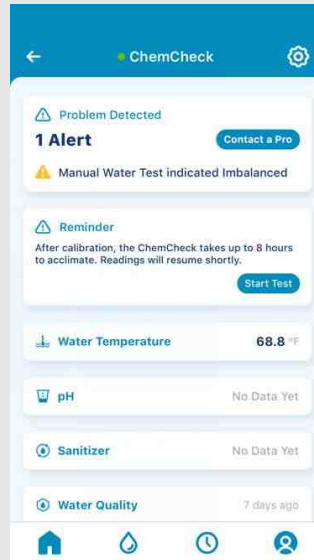 ChemCheck
Problem Detected
1 Alert
Contact a Pro
Manual Water Test indicated Imbalanced
Reminder
After calibration, the ChemCheck takes up to 8 hours
to acclimate. Readings will resume shortly.
Start Test
Water Temperature 68.8 °F
pH No Data Yet
Sanitizer No Data Yet
Water Quality 7 days ago